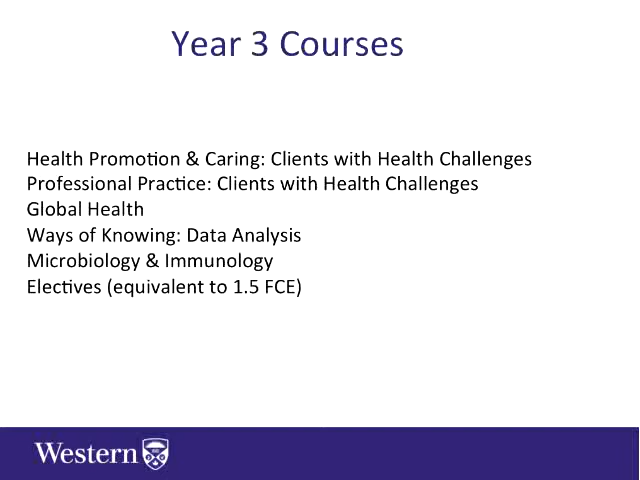 Year 3 Courses
Health Promotion & Caring: Clients with Health Challenges
Professional Practice: Clients with Health Challenges
Global Health
Ways of Knowing: Data Analysis
Microbiology & Immunology
Electives (equivalent to 1.5 FCE)
Western